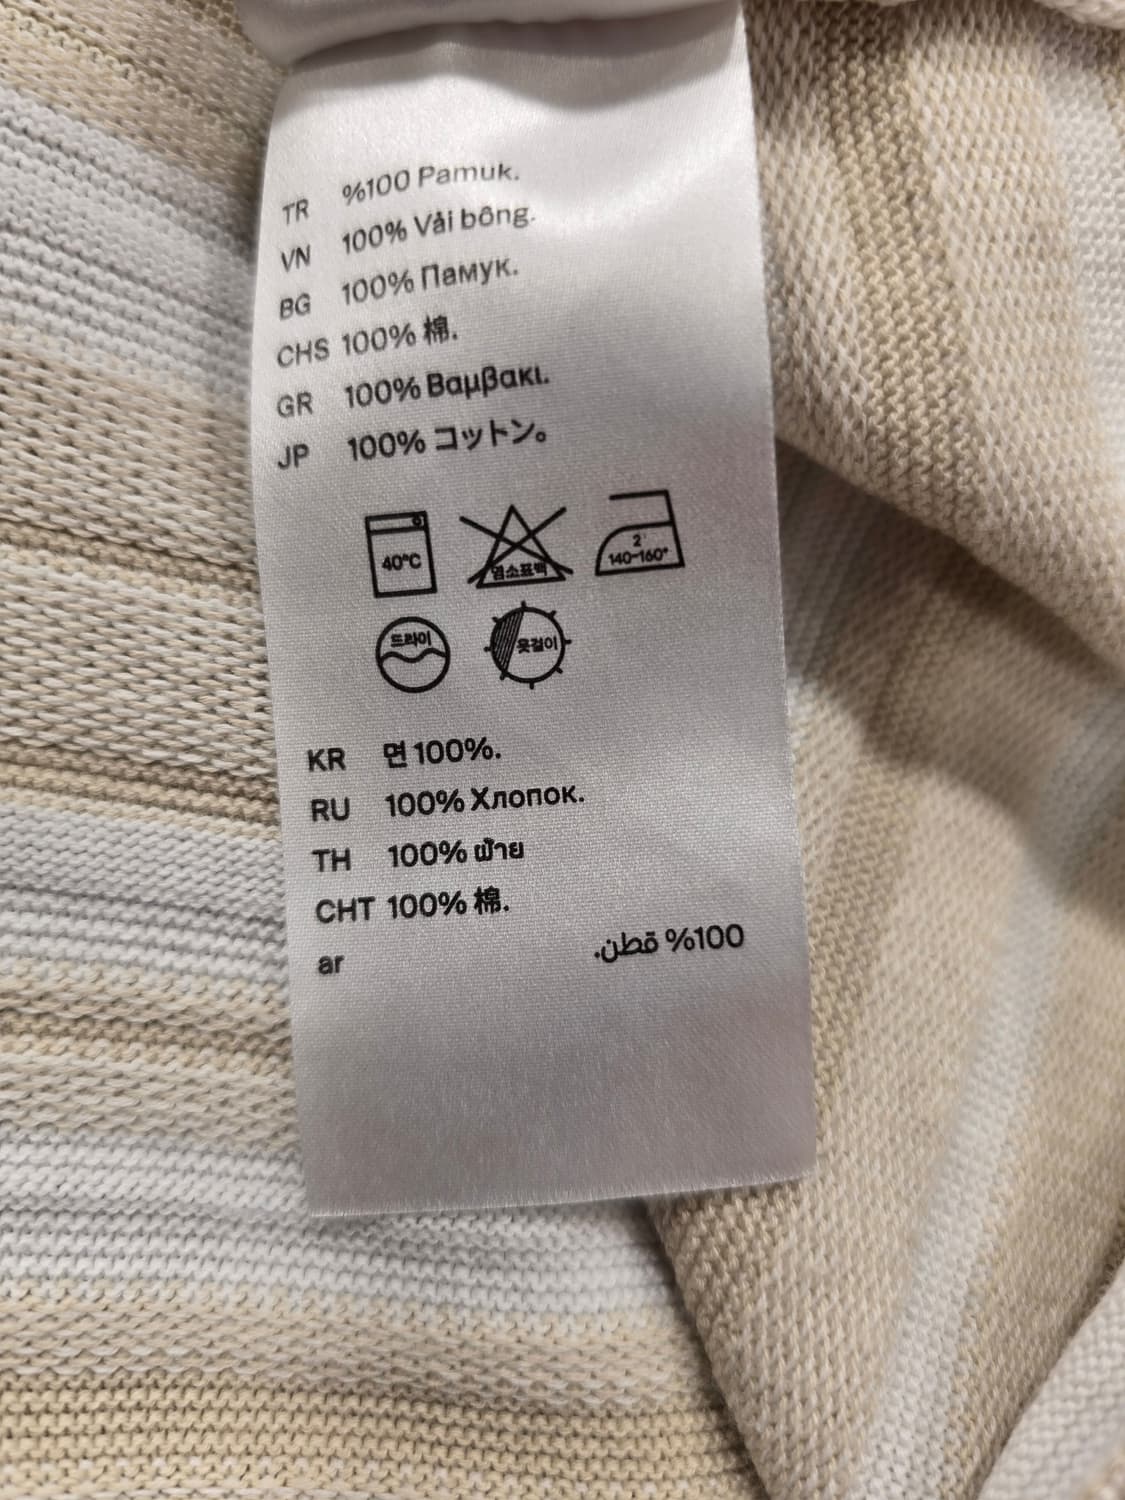 TR %100 Pamuk.
VN 100% Vải bông.
BG 100% Памук.
CHS 100% 棉.
GR 100% Βαμβακι.
JP 100% コットン。
40°C
염소표백
2
140-160°
드라이
옷걸이
KR 면 100%.
RU 100% Хлопок.
TH 100% ฝ้าย
CHT 100% 棉.
ar %100 قطن.